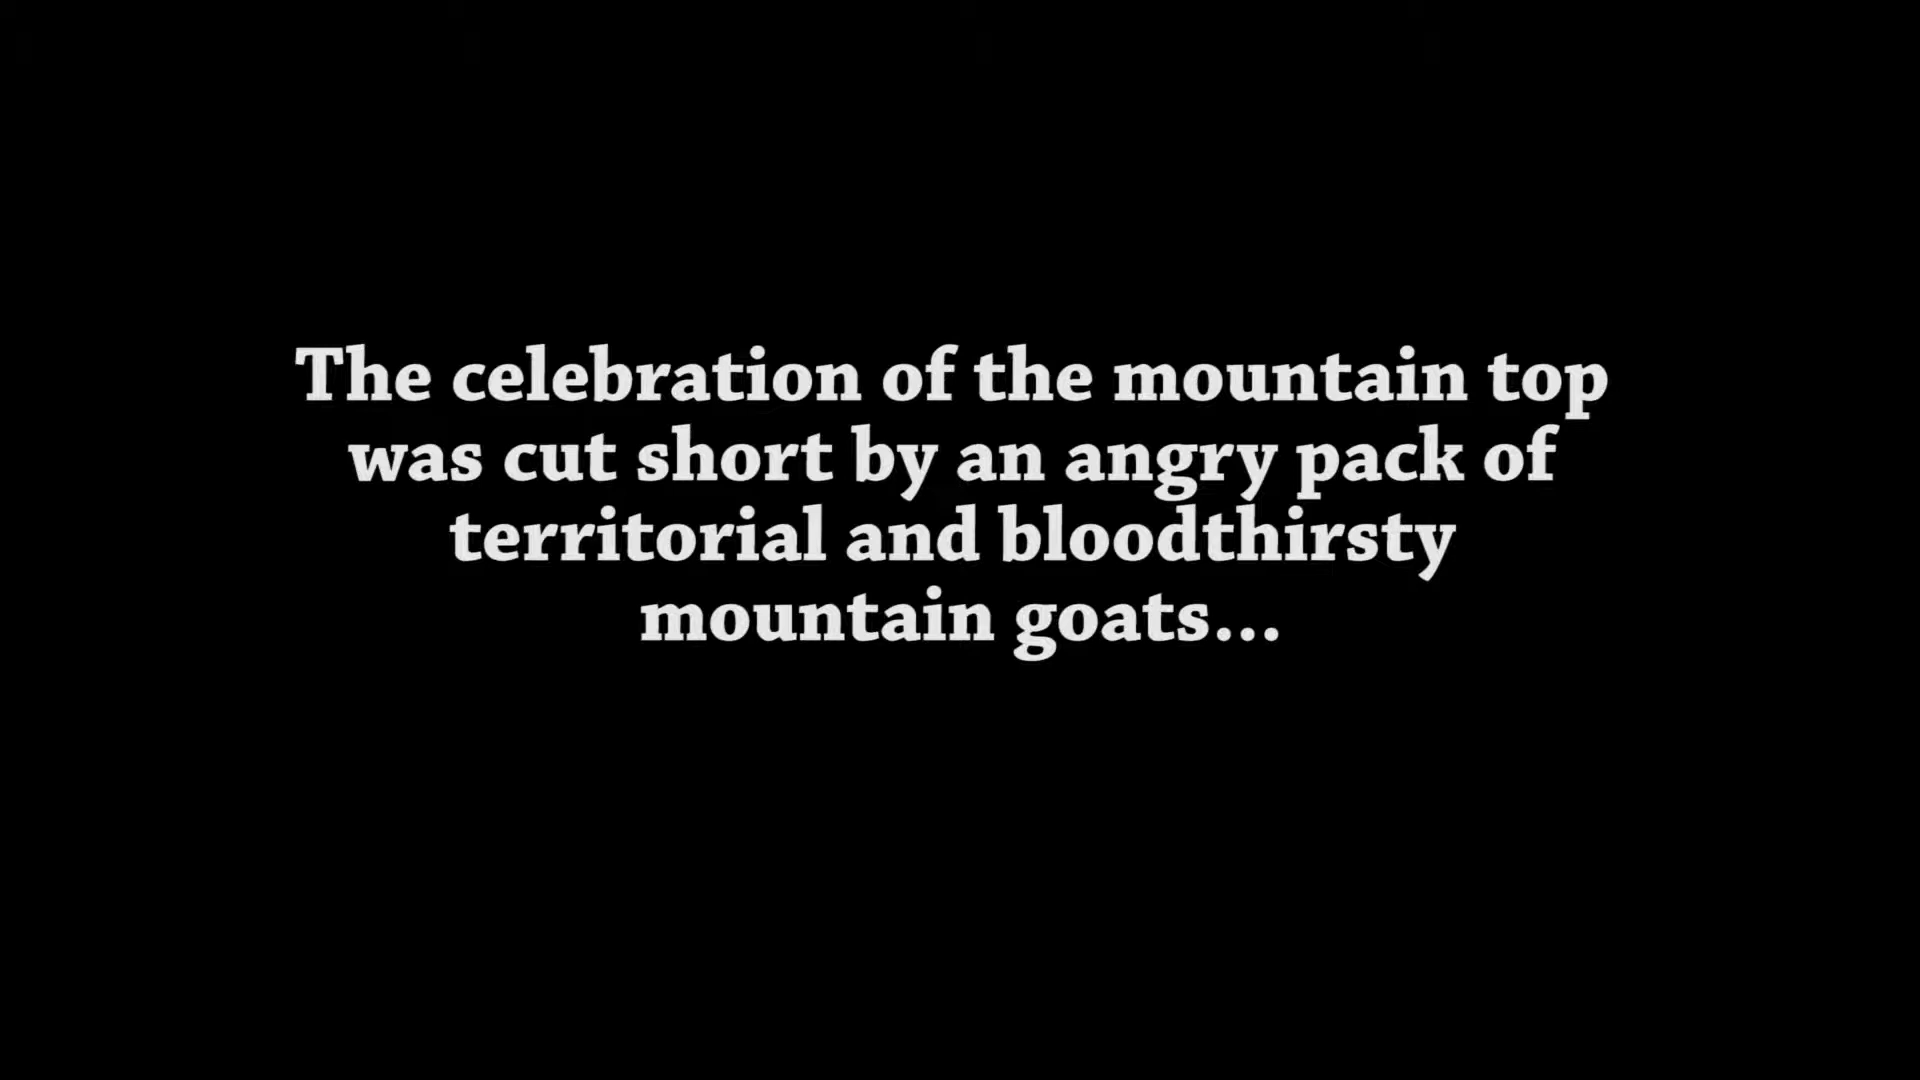 The celebration of the mountain top
was cut short by an angry pack of
territorial and bloodthirsty
mountain goats...